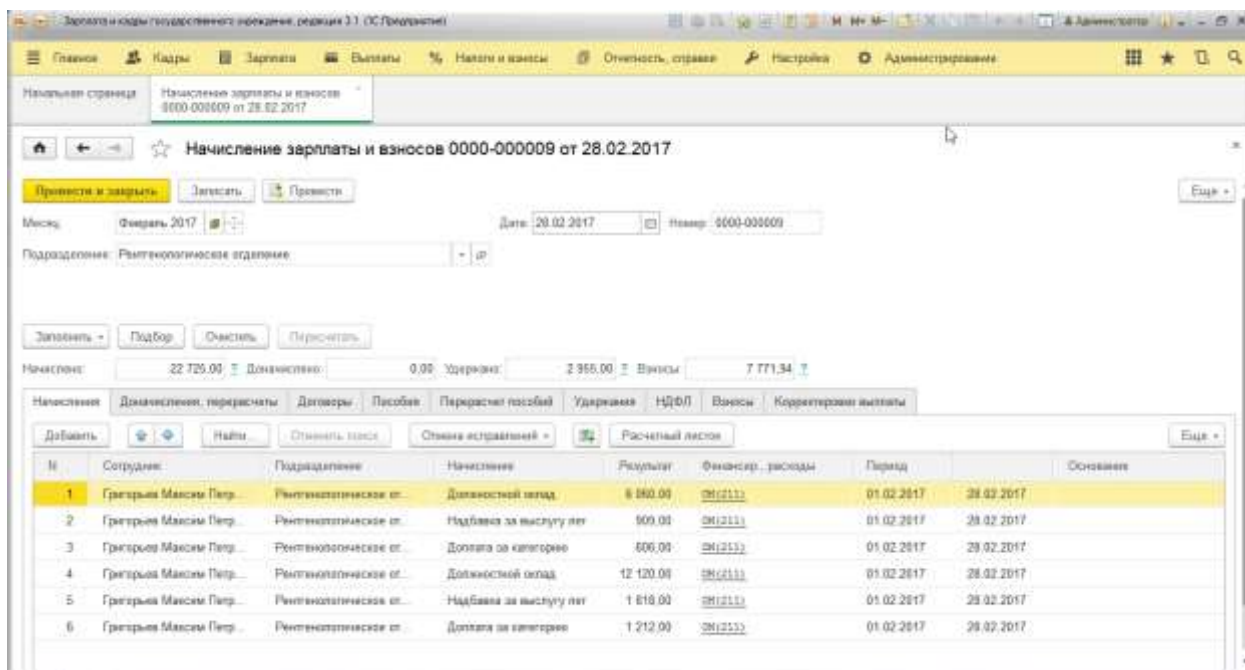 Зарплата и кадры государственного учреждения, редакция 3.1 (1С:Предприятие)
M M+ M-
Администратор
Главное Кадры Зарплата Выплаты % Налоги и взносы Отчетность, справки Настройка Администрирование
Начальная страница
Начисление зарплаты и взносов
0000-000009 от 28.02.2017
Начисление зарплаты и взносов 0000-000009 от 28.02.2017
Провести и закрыть Записать Провести Еще
Месяц: Февраль 2017 Дата: 28.02.2017 Номер: 0000-000009
Подразделение: Рентгенологическое отделение
Заполнить Подбор Очистить Пересчитать
Начислено: 22 725,00 ? Доначислено: 0,00 Удержано: 2 955,00 ? Взносы: 7 771,94 ?
Начисления Доначисления, перерасчеты Договоры Пособия Перерасчет пособий Удержания НДФЛ Взносы Корректировки выплаты
Добавить Найти... Отменить поиск Отмена исправлений Расчетный листок Еще
N Сотрудник Подразделение Начисление Результат Финансир., расходы Период Основание
1 Григорьев Максим Петр... Рентгенологическое от... Должностной оклад 6 060,00 01.02.2017 28.02.2017
2 Григорьев Максим Петр... Рентгенологическое от... Надбавка за выслугу лет 909,00 01.02.2017 28.02.2017
3 Григорьев Максим Петр... Рентгенологическое от... Доплата за категорию 606,00 01.02.2017 28.02.2017
4 Григорьев Максим Петр... Рентгенологическое от... Должностной оклад 12 120,00 01.02.2017 28.02.2017
5 Григорьев Максим Петр... Рентгенологическое от... Надбавка за выслугу лет 1 818,00 01.02.2017 28.02.2017
6 Григорьев Максим Петр... Рентгенологическое от... Доплата за категорию 1 212,00 01.02.2017 28.02.2017